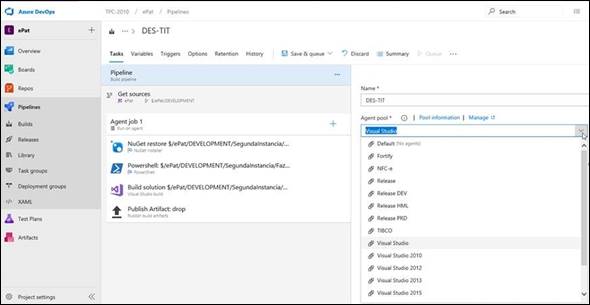 Azure DevOps
TPC-2010 / ePat / Pipelines
Search
ePat
DES-TIT
Overview
Boards
Repos
Pipelines
Builds
Releases
Library
Task groups
Deployment groups
XAML
Test Plans
Artifacts
Project settings
Tasks Variables Triggers Options Retention History
Save & queue Discard Summary Queue
Pipeline
Build pipeline
Get sources
ePat $/ePat/DEVELOPMENT
Agent job 1
Run on agent
NuGet restore $/ePat/DEVELOPMENT/SegundaInstancia/...
NuGet Installer
Powershell: $/ePat/DEVELOPMENT/SegundaInstancia/Faz...
PowerShell
Build solution $/ePat/DEVELOPMENT/SegundaInstancia/...
Visual Studio build
Publish Artifact: drop
Publish build artifacts
Name *
DES-TIT
Agent pool * Pool information Manage
Visual Studio
Default (No agents)
Fortify
NFC-e
Release
Release DEV
Release HML
Release PRD
TIBCO
Visual Studio
Visual Studio 2010
Visual Studio 2012
Visual Studio 2013
Visual Studio 2015